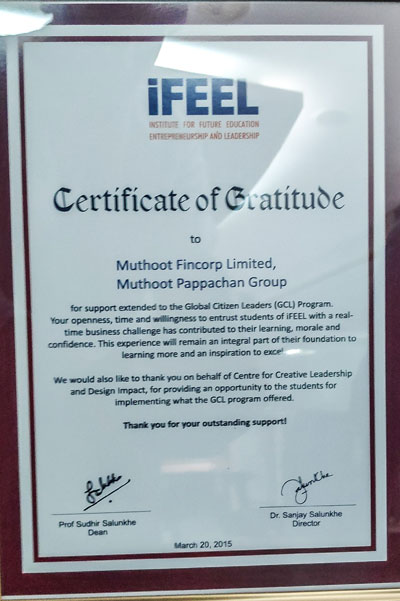 iFEEL
INSTITUTE FOR FUTURE EDUCATION
ENTREPRENEURSHIP AND LEADERSHIP
Certificate of Gratitude
to
Muthoot Fincorp Limited,
Muthoot Pappachan Group
for support extended to the Global Citizen Leaders (GCL) Program.
Your openness, time and willingness to entrust students of iFEEL with a real-
time business challenge has contributed to their learning, morale and
confidence. This experience will remain an integral part of their foundation to
learning more and an inspiration to excel
We would also like to thank you on behalf of Centre for Creative Leadership
and Design Impact, for providing an opportunity to the students for
implementing what the GCL program offered.
Thank you for your outstanding support!
Prof Sudhir Salunkhe
Dean
Dr. Sanjay Salunkhe
Director
March 20, 2015